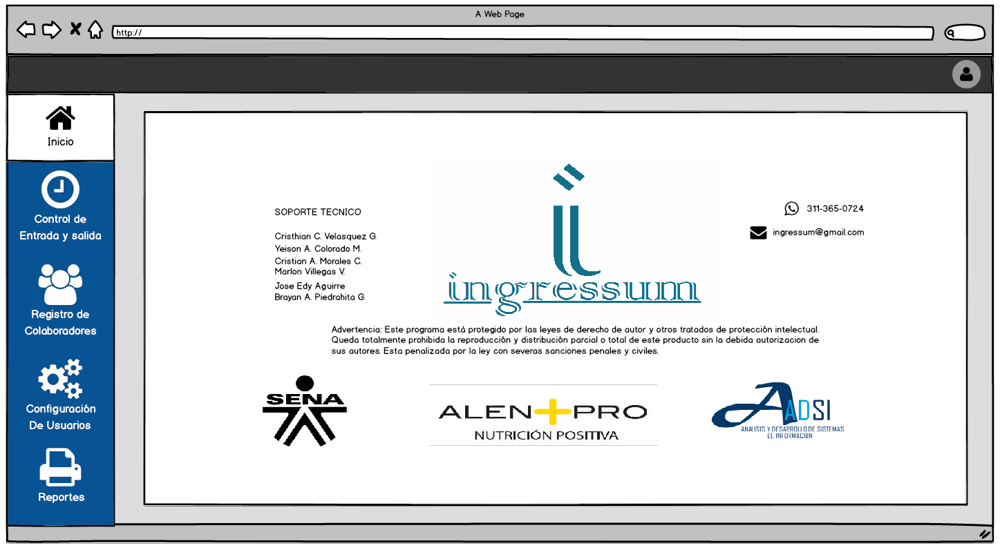 A Web Page
http://
Inicio
Control de
Entrada y salida
Registro de
Colaboradores
Configuración
De Usuarios
Reportes
SOPORTE TECNICO
Cristhian C. Velasquez G.
Yeison A. Colorado M.
Cristian A. Morales C.
Marlon Villegas V.
Jose Edy Aguirre
Brayan A. Piedrahita G.
ingressum
311-365-0724
ingressum@gmail.com
Advertencia: Este programa está protegido por las leyes de derecho de autor y otros tratados de protección intelectual.
Queda totalmente prohibida la reproducción y distribución parcial o total de este producto sin la debida autorizacion de
sus autores. Esta penalizada por la ley con severas sanciones penales y civiles.
SENA
ALEN+PRO
NUTRICIÓN POSITIVA
ADSI
ANALISIS Y DESARROLLO DE SISTEMAS
DE INFORMACIÓN